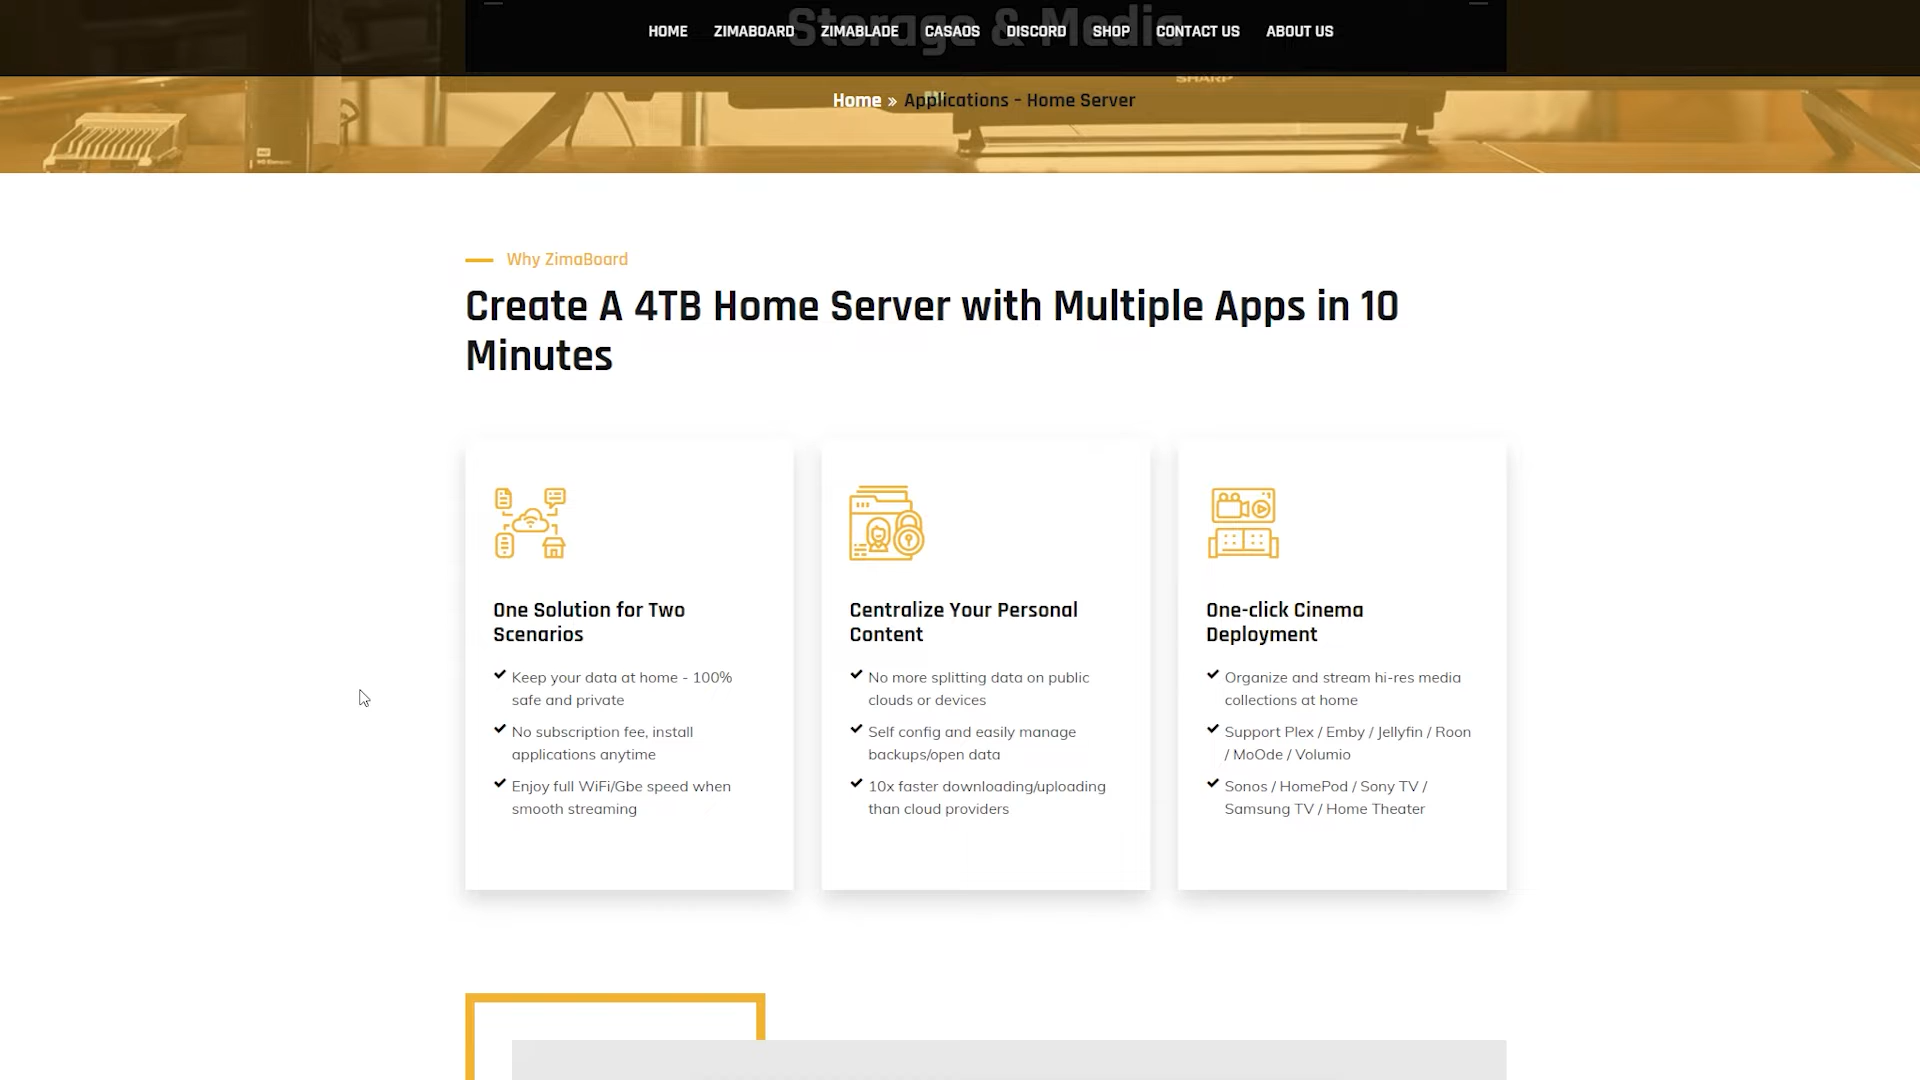 Storage & Media
HOME ZIMABOARD ZIMABLADE CASAOS DISCORD SHOP CONTACT US ABOUT US
SHARP
Home » Applications - Home Server
Why ZimaBoard
Create A 4TB Home Server with Multiple Apps in 10
Minutes
One Solution for Two
Scenarios
Keep your data at home - 100%
safe and private
No subscription fee, install
applications anytime
Enjoy full WiFi/Gbe speed when
smooth streaming
Centralize Your Personal
Content
No more splitting data on public
clouds or devices
Self config and easily manage
backups/open data
10x faster downloading/uploading
than cloud providers
One-click Cinema
Deployment
Organize and stream hi-res media
collections at home
Support Plex / Emby / Jellyfin / Roon
/ MoOde / Volumio
Sonos / HomePod / Sony TV /
Samsung TV / Home Theater